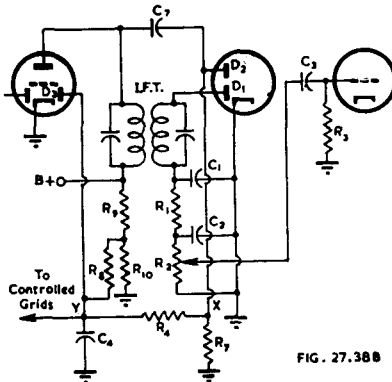 C7
D3
D2
D1
I.F.T.
C3
B+
C1
R3
R9
R1
C2
R8
R10
R2
To
Controlled
Grids
Y
X
R4
C4
R7
FIG. 27.38B